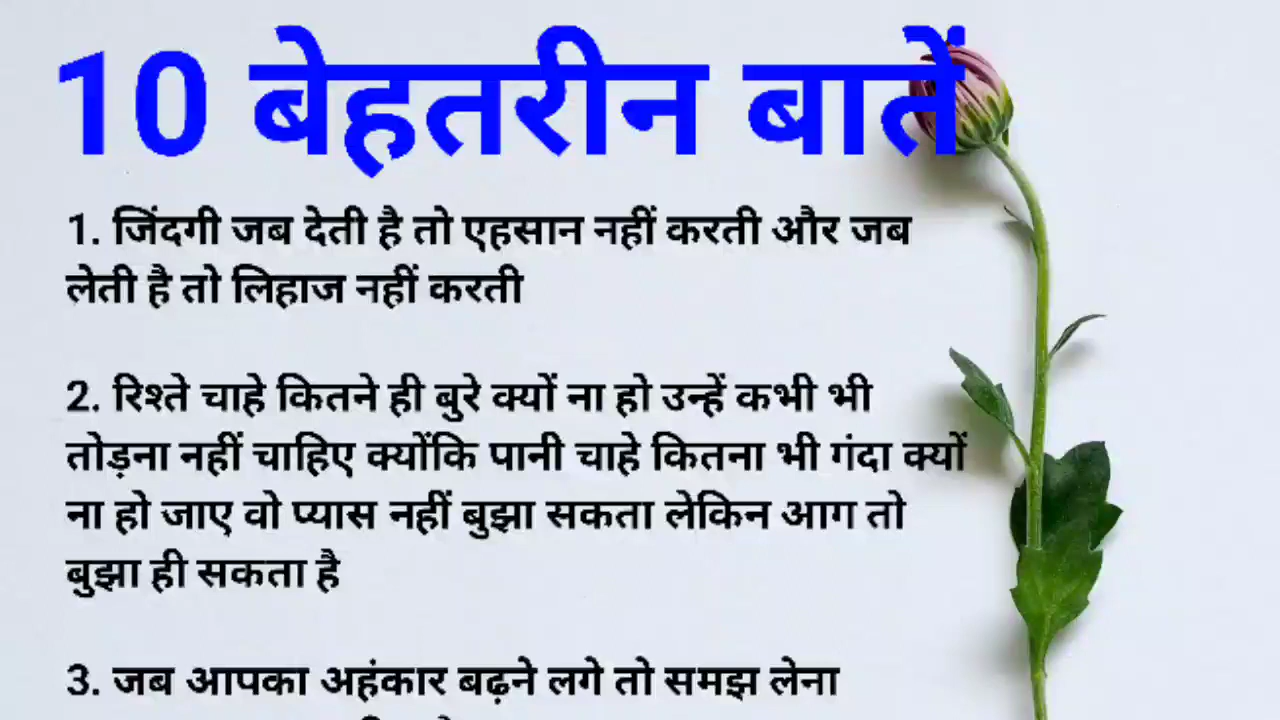 10 बेहतरीन बातें
1. जिंदगी जब देती है तो एहसान नहीं करती और जब
लेती है तो लिहाज नहीं करती
2. रिश्ते चाहे कितने ही बुरे क्यों ना हो उन्हें कभी भी
तोड़ना नहीं चाहिए क्योंकि पानी चाहे कितना भी गंदा क्यों
ना हो जाए वो प्यास नहीं बुझा सकता लेकिन आग तो
बुझा ही सकता है
3. जब आपका अहंकार बढ़ने लगे तो समझ लेना